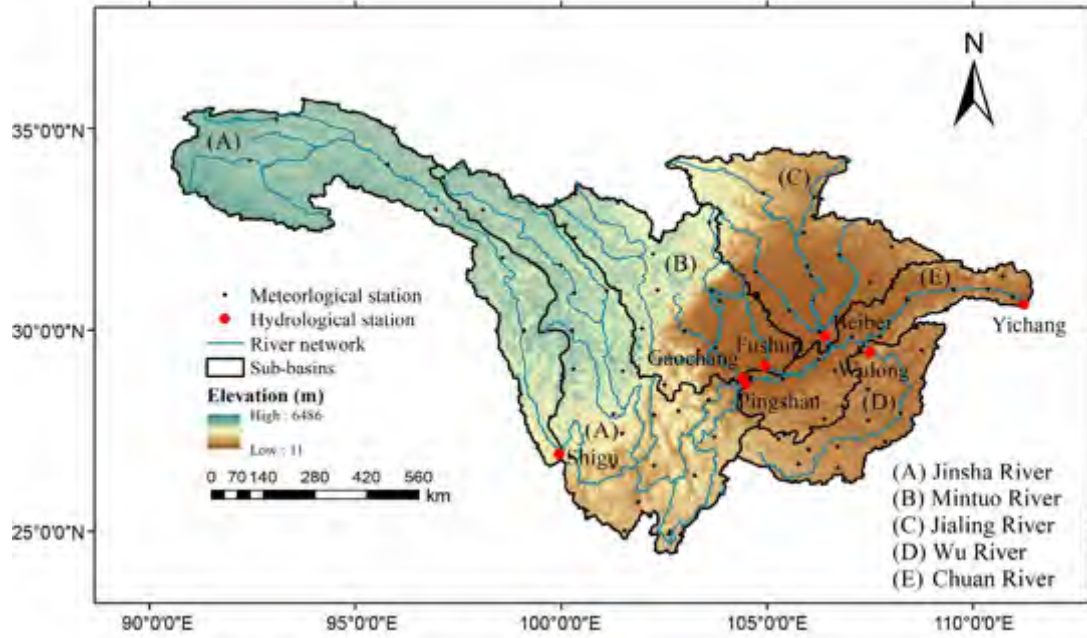 N
35°0'0"N
30°0'0"N
25°0'0"N
(A)
(C)
(B)
(E)
Meteorlogical station
Hydrological station
River network
Sub-basins
Elevation (m)
High : 6486
Low : 11
0 70 140 280 420 560
km
Beibei
Yichang
Fushun
Gaochang
Wulong
Pingshan
(D)
(A)
Shigu
(A) Jinsha River
(B) Mintuo River
(C) Jialing River
(D) Wu River
(E) Chuan River
90°0'0"E
95°0'0"E
100°0'0"E
105°0'0"E
110°0'0"E